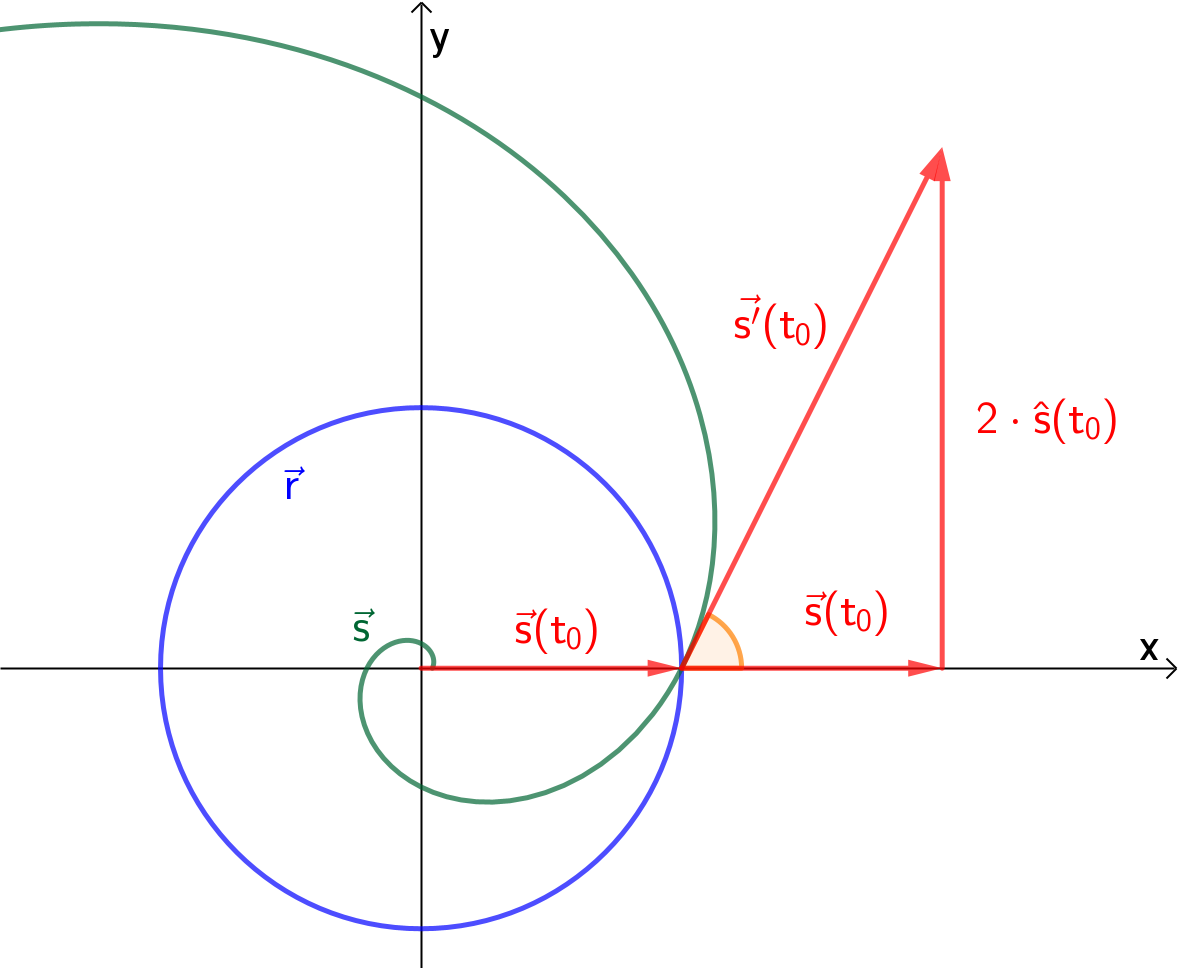 y
s⃗′(t₀)
2 · ŝ(t₀)
r⃗
s⃗
s⃗(t₀)
s⃗(t₀)
x